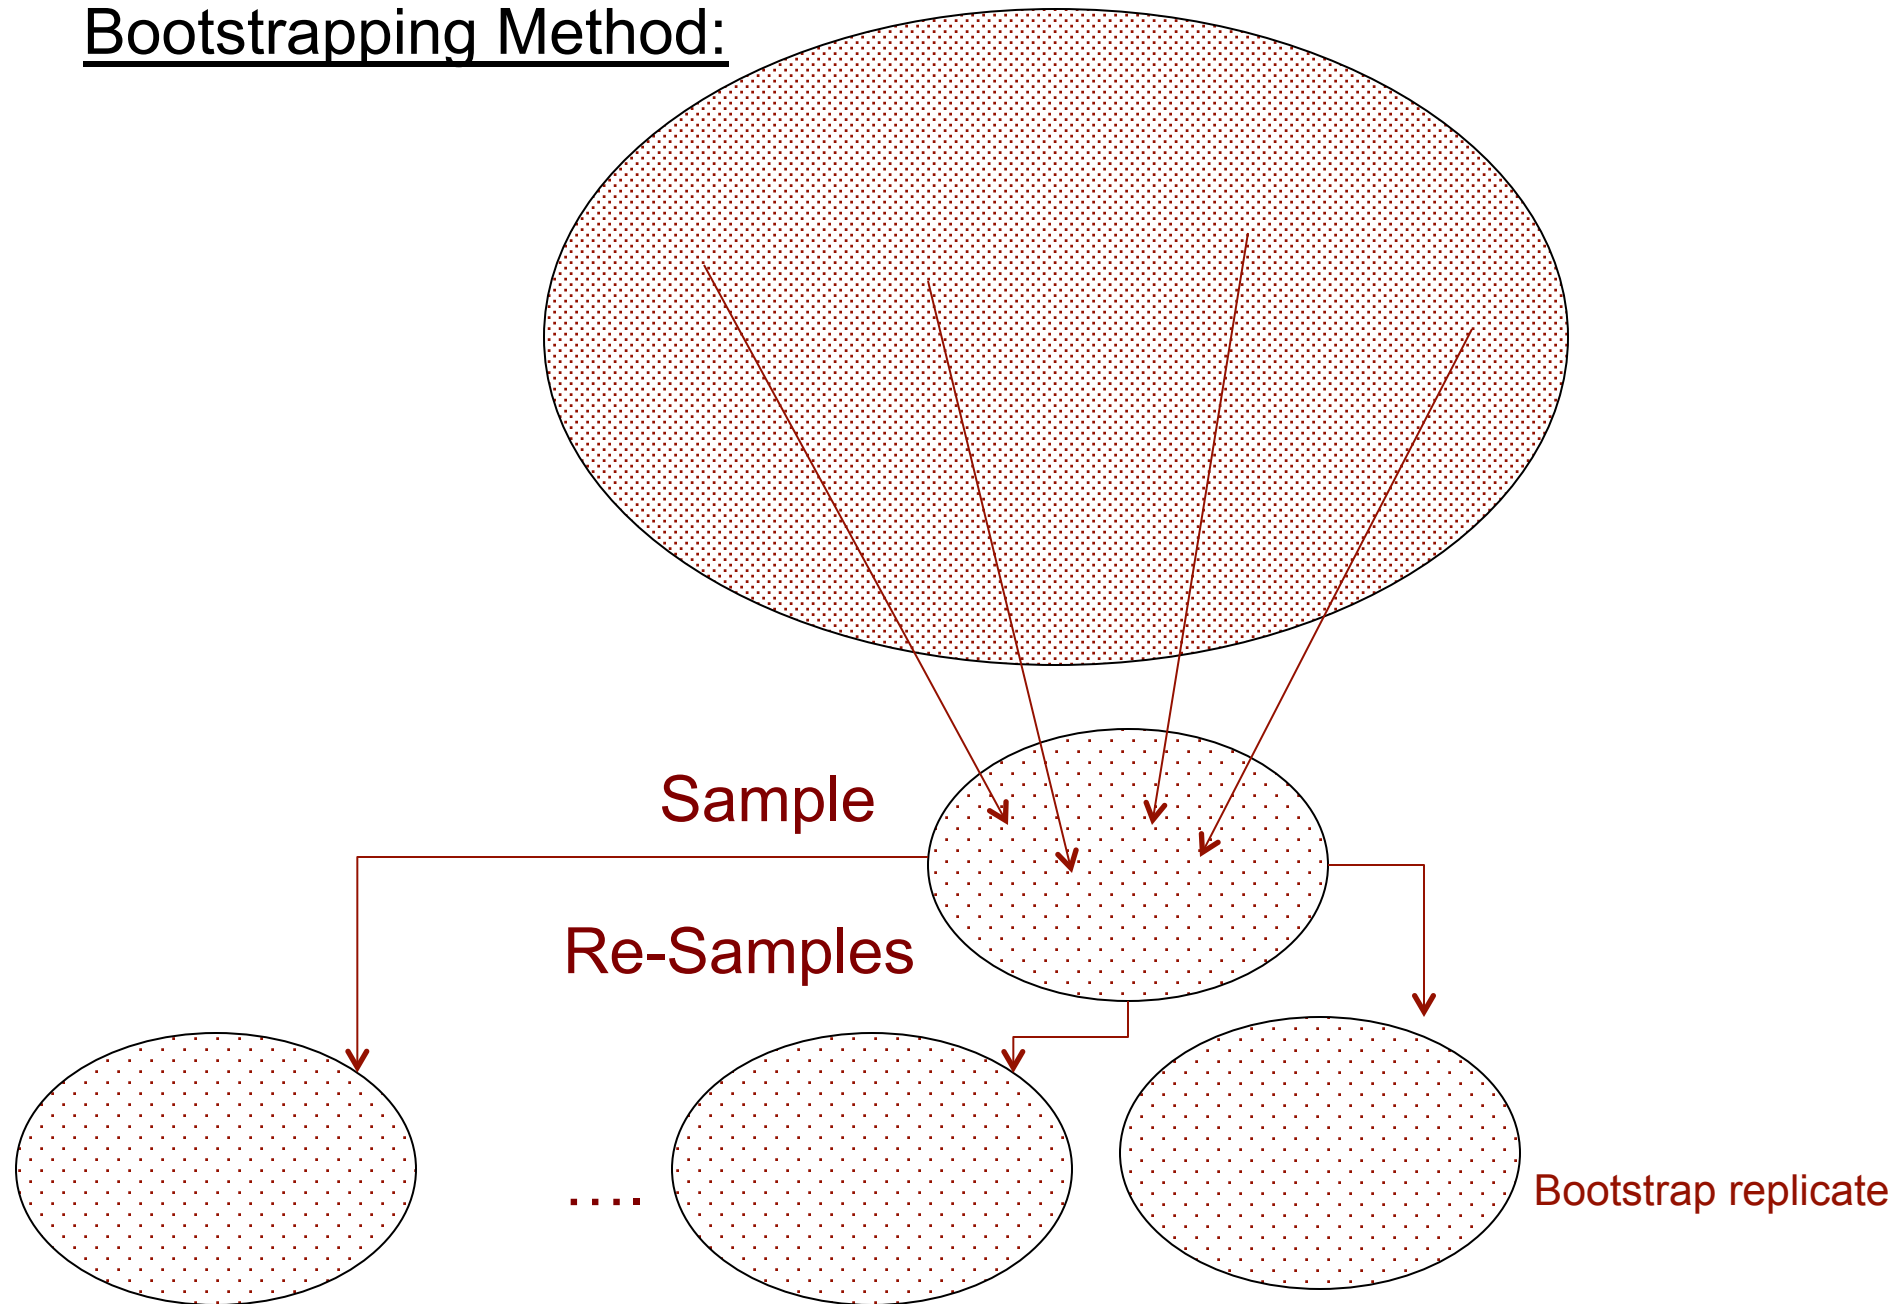 Bootstrapping Method:
Sample
Re-Samples
....
Bootstrap replicate